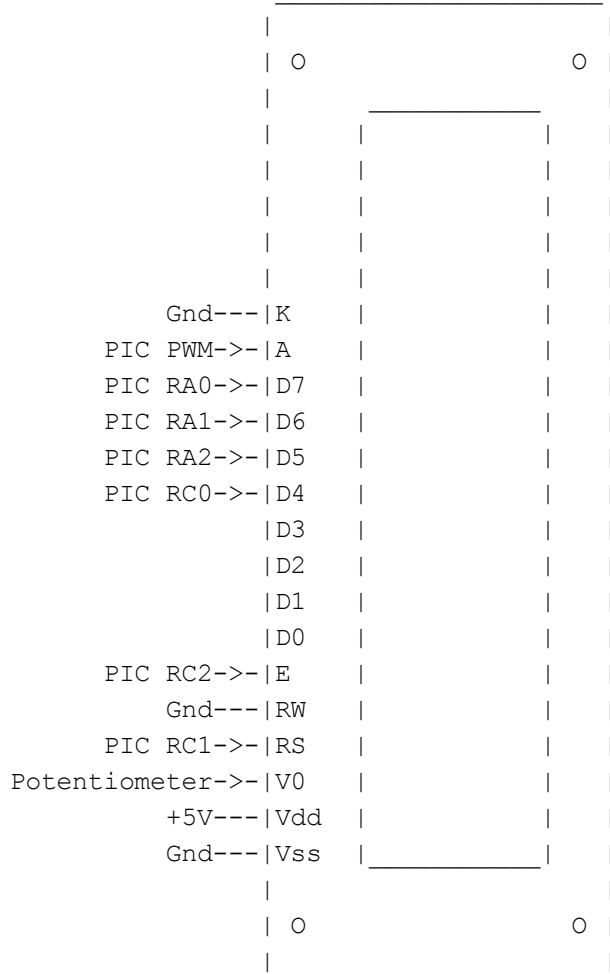 O O
Gnd---|K
PIC PWM->-|A
PIC RA0->-|D7
PIC RA1->-|D6
PIC RA2->-|D5
PIC RC0->-|D4
|D3
|D2
|D1
|D0
PIC RC2->-|E
Gnd---|RW
PIC RC1->-|RS
Potentiometer->-|V0
+5V---|Vdd
Gnd---|Vss
O O